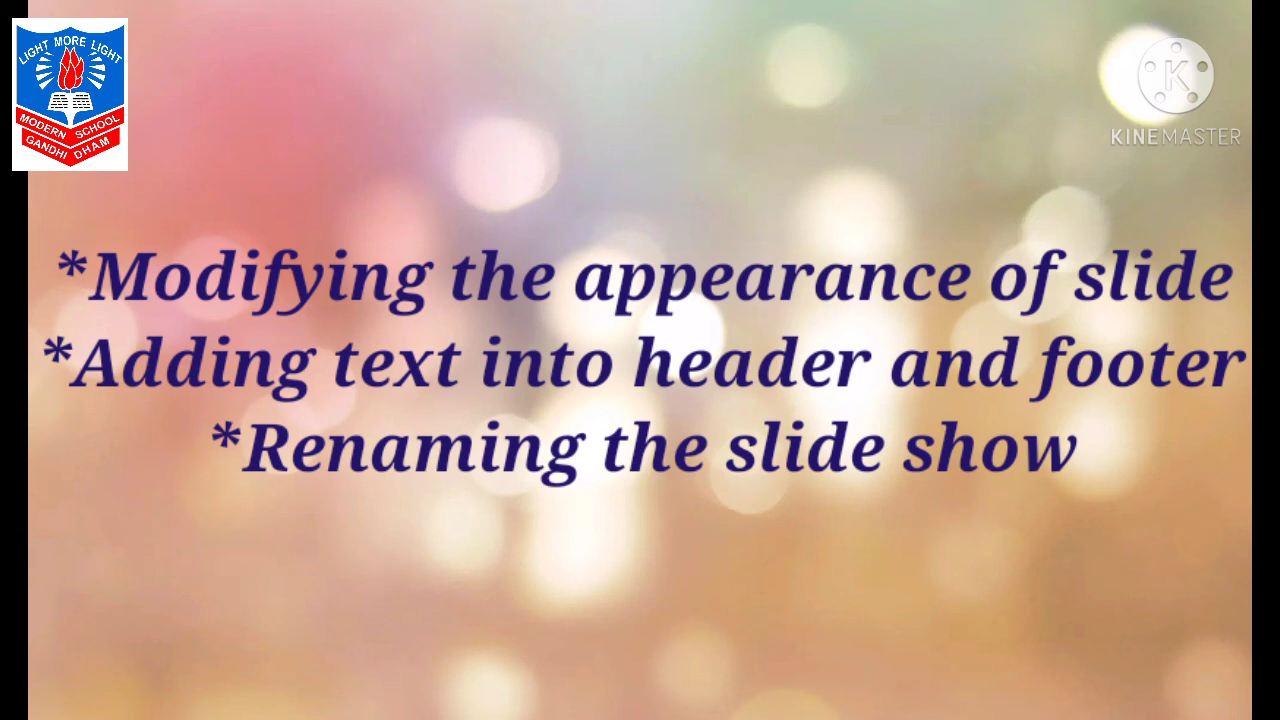 LIGHT MORE LIGHT
MODERN SCHOOL
GANDHI DHAM
K
KINEMASTER
*Modifying the appearance of slide
*Adding text into header and footer
*Renaming the slide show